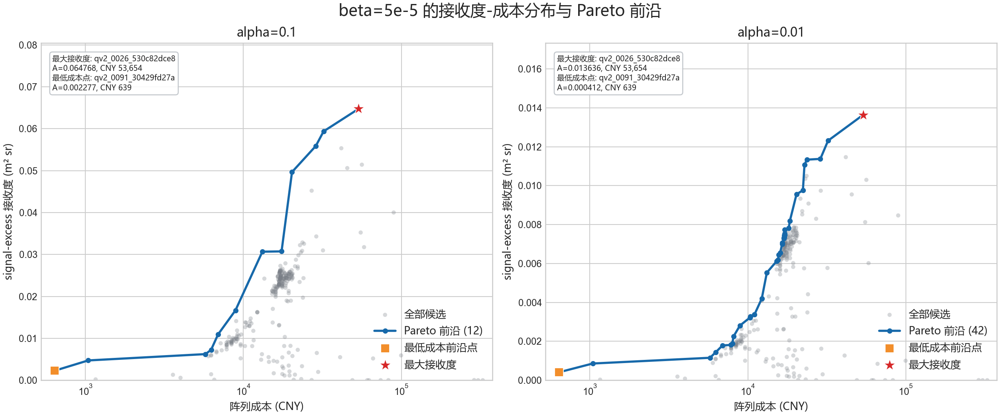 beta=5e-5 的接收度-成本分布与 Pareto 前沿
alpha=0.1
最大接收度: qv2_0026_530c82dce8
A=0.064768, CNY 53,654
最低成本点: qv2_0091_30429fd27a
A=0.002277, CNY 639
signal-excess 接收度 (m² sr)
0.08
0.07
0.06
0.05
0.04
0.03
0.02
0.01
0.00
10³
10⁴
10⁵
阵列成本 (CNY)
全部候选
Pareto 前沿 (12)
最低成本前沿点
最大接收度
alpha=0.01
最大接收度: qv2_0026_530c82dce8
A=0.013636, CNY 53,654
最低成本点: qv2_0091_30429fd27a
A=0.000412, CNY 639
signal-excess 接收度 (m² sr)
0.016
0.014
0.012
0.010
0.008
0.006
0.004
0.002
0.000
10³
10⁴
10⁵
阵列成本 (CNY)
全部候选
Pareto 前沿 (42)
最低成本前沿点
最大接收度